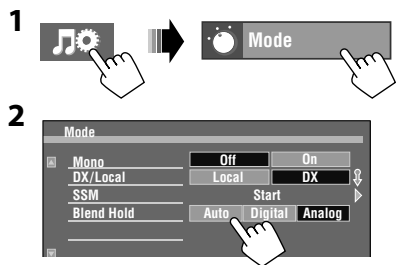 1
Mode
2
Mode
Mono Off On
DX/Local Local DX
SSM Start
Blend Hold Auto Digital Analog